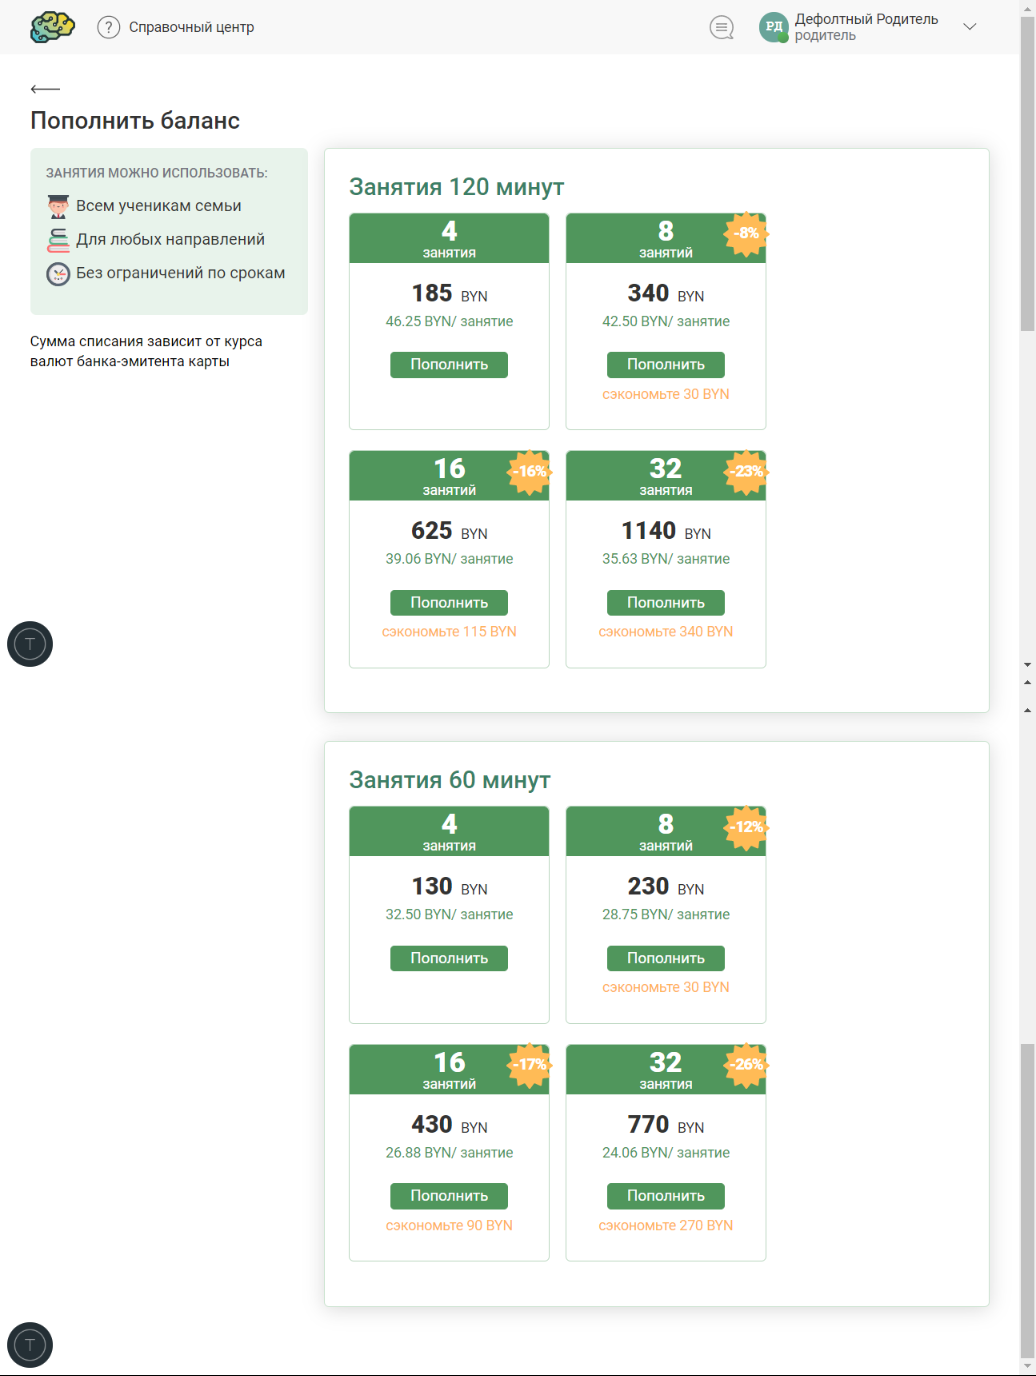 ? Справочный центр
РД
Дефолтный Родитель
родитель
Пополнить баланс
ЗАНЯТИЯ МОЖНО ИСПОЛЬЗОВАТЬ:
Всем ученикам семьи
Для любых направлений
Без ограничений по срокам
Сумма списания зависит от курса
валют банка-эмитента карты
Занятия 120 минут
4
занятия
185 BYN
46.25 BYN/ занятие
Пополнить
8
занятий
-8%
340 BYN
42.50 BYN/ занятие
Пополнить
сэкономьте 30 BYN
16
занятий
-16%
625 BYN
39.06 BYN/ занятие
Пополнить
сэкономьте 115 BYN
32
занятия
-23%
1140 BYN
35.63 BYN/ занятие
Пополнить
сэкономьте 340 BYN
T
Занятия 60 минут
4
занятия
130 BYN
32.50 BYN/ занятие
Пополнить
8
занятий
-12%
230 BYN
28.75 BYN/ занятие
Пополнить
сэкономьте 30 BYN
16
занятий
-17%
430 BYN
26.88 BYN/ занятие
Пополнить
сэкономьте 90 BYN
32
занятия
-26%
770 BYN
24.06 BYN/ занятие
Пополнить
сэкономьте 270 BYN
T